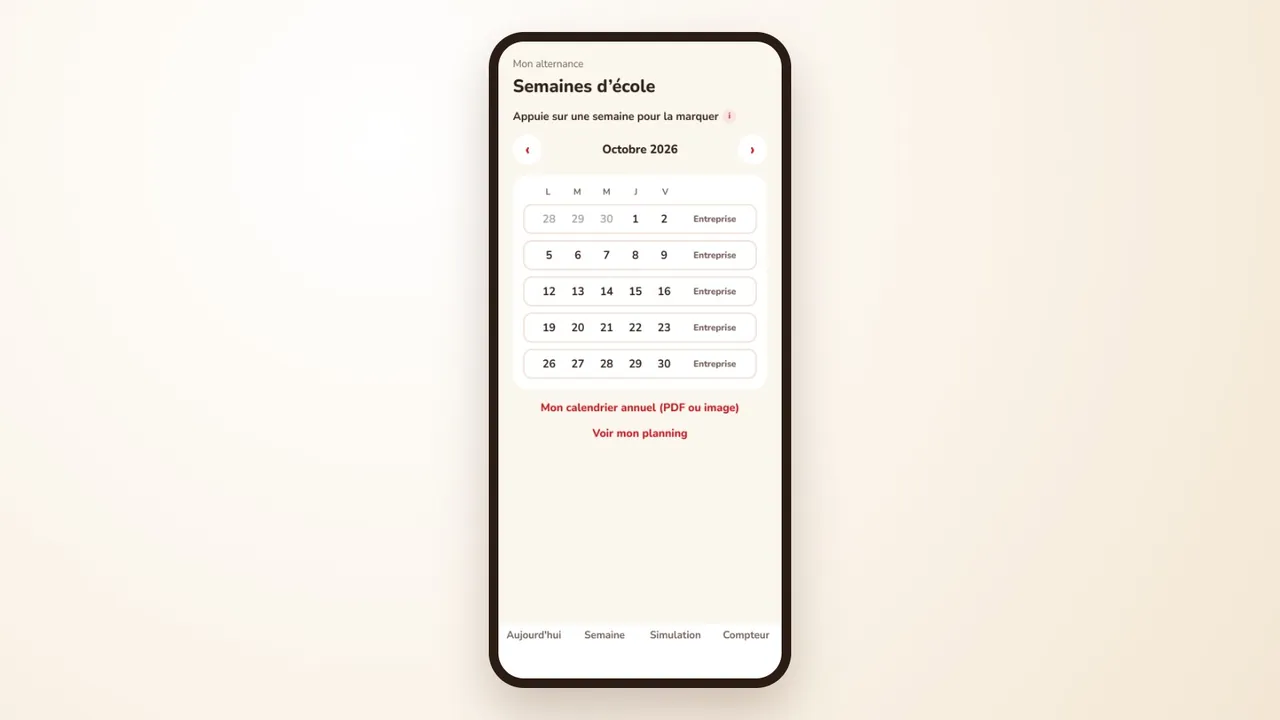 Mon alternance
Semaines d’école
Appuie sur une semaine pour la marquer i
‹ Octobre 2026 ›
L M M J V
28 29 30 1 2 Entreprise
5 6 7 8 9 Entreprise
12 13 14 15 16 Entreprise
19 20 21 22 23 Entreprise
26 27 28 29 30 Entreprise
Mon calendrier annuel (PDF ou image)
Voir mon planning
Aujourd'hui Semaine Simulation Compteur